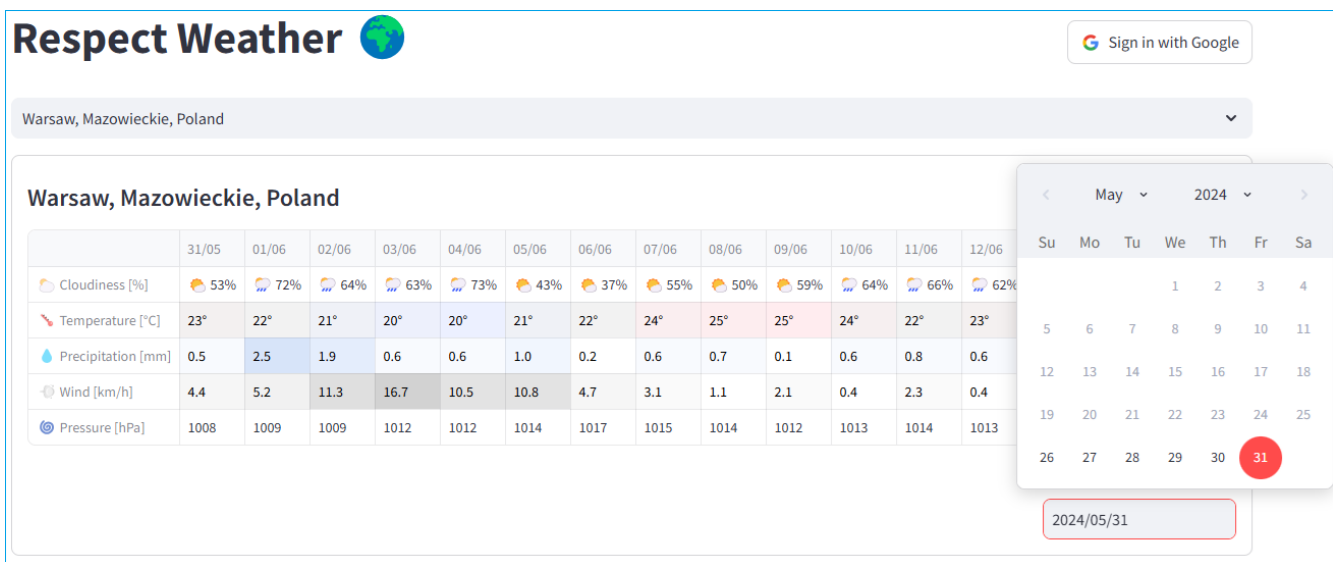 Respect Weather
Sign in with Google
Warsaw, Mazowieckie, Poland
Warsaw, Mazowieckie, Poland
31/05 01/06 02/06 03/06 04/06 05/06 06/06 07/06 08/06 09/06 10/06 11/06 12/06
Cloudiness [%] 53% 72% 64% 63% 73% 43% 37% 55% 50% 59% 64% 66% 62%
Temperature [°C] 23° 22° 21° 20° 20° 21° 22° 24° 25° 25° 24° 22° 23°
Precipitation [mm] 0.5 2.5 1.9 0.6 0.6 1.0 0.2 0.6 0.7 0.1 0.6 0.8 0.6
Wind [km/h] 4.4 5.2 11.3 16.7 10.5 10.8 4.7 3.1 1.1 2.1 0.4 2.3 0.4
Pressure [hPa] 1008 1009 1009 1012 1012 1014 1017 1015 1014 1012 1013 1014 1013
May 2024
Su Mo Tu We Th Fr Sa
1 2 3 4
5 6 7 8 9 10 11
12 13 14 15 16 17 18
19 20 21 22 23 24 25
26 27 28 29 30 31
2024/05/31